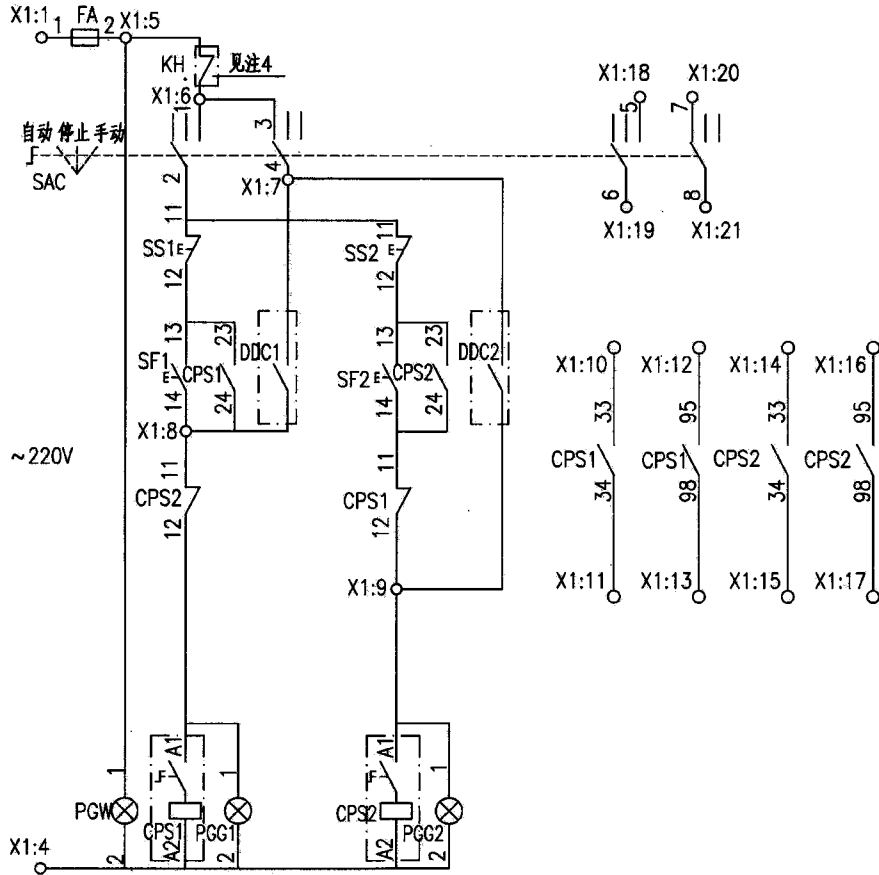 X1:1 1 FA 2 X1:5
KH 见注4
X1:6
X1:18 X1:20
1 3 5 7
自动 停止 手动
SAC
2 4 6 8
X1:7
X1:19 X1:21
11 11
SS1 E SS2 E
12 12
13 23 13 23
DDC1 DDC2
SF1 E CPS1 SF2 E CPS2
14 24 14 24
X1:8
X1:10 X1:12 X1:14 X1:16
33 95 33 95
CPS1 CPS1 CPS2 CPS2
34 98 34 98
X1:11 X1:13 X1:15 X1:17
~220V
11 11
CPS2 CPS1
12 12
X1:9
A1 A1
1 1 1
PGW CPS1 PGG1 CPS2 PGG2
2 A2 2 A2 2
X1:4